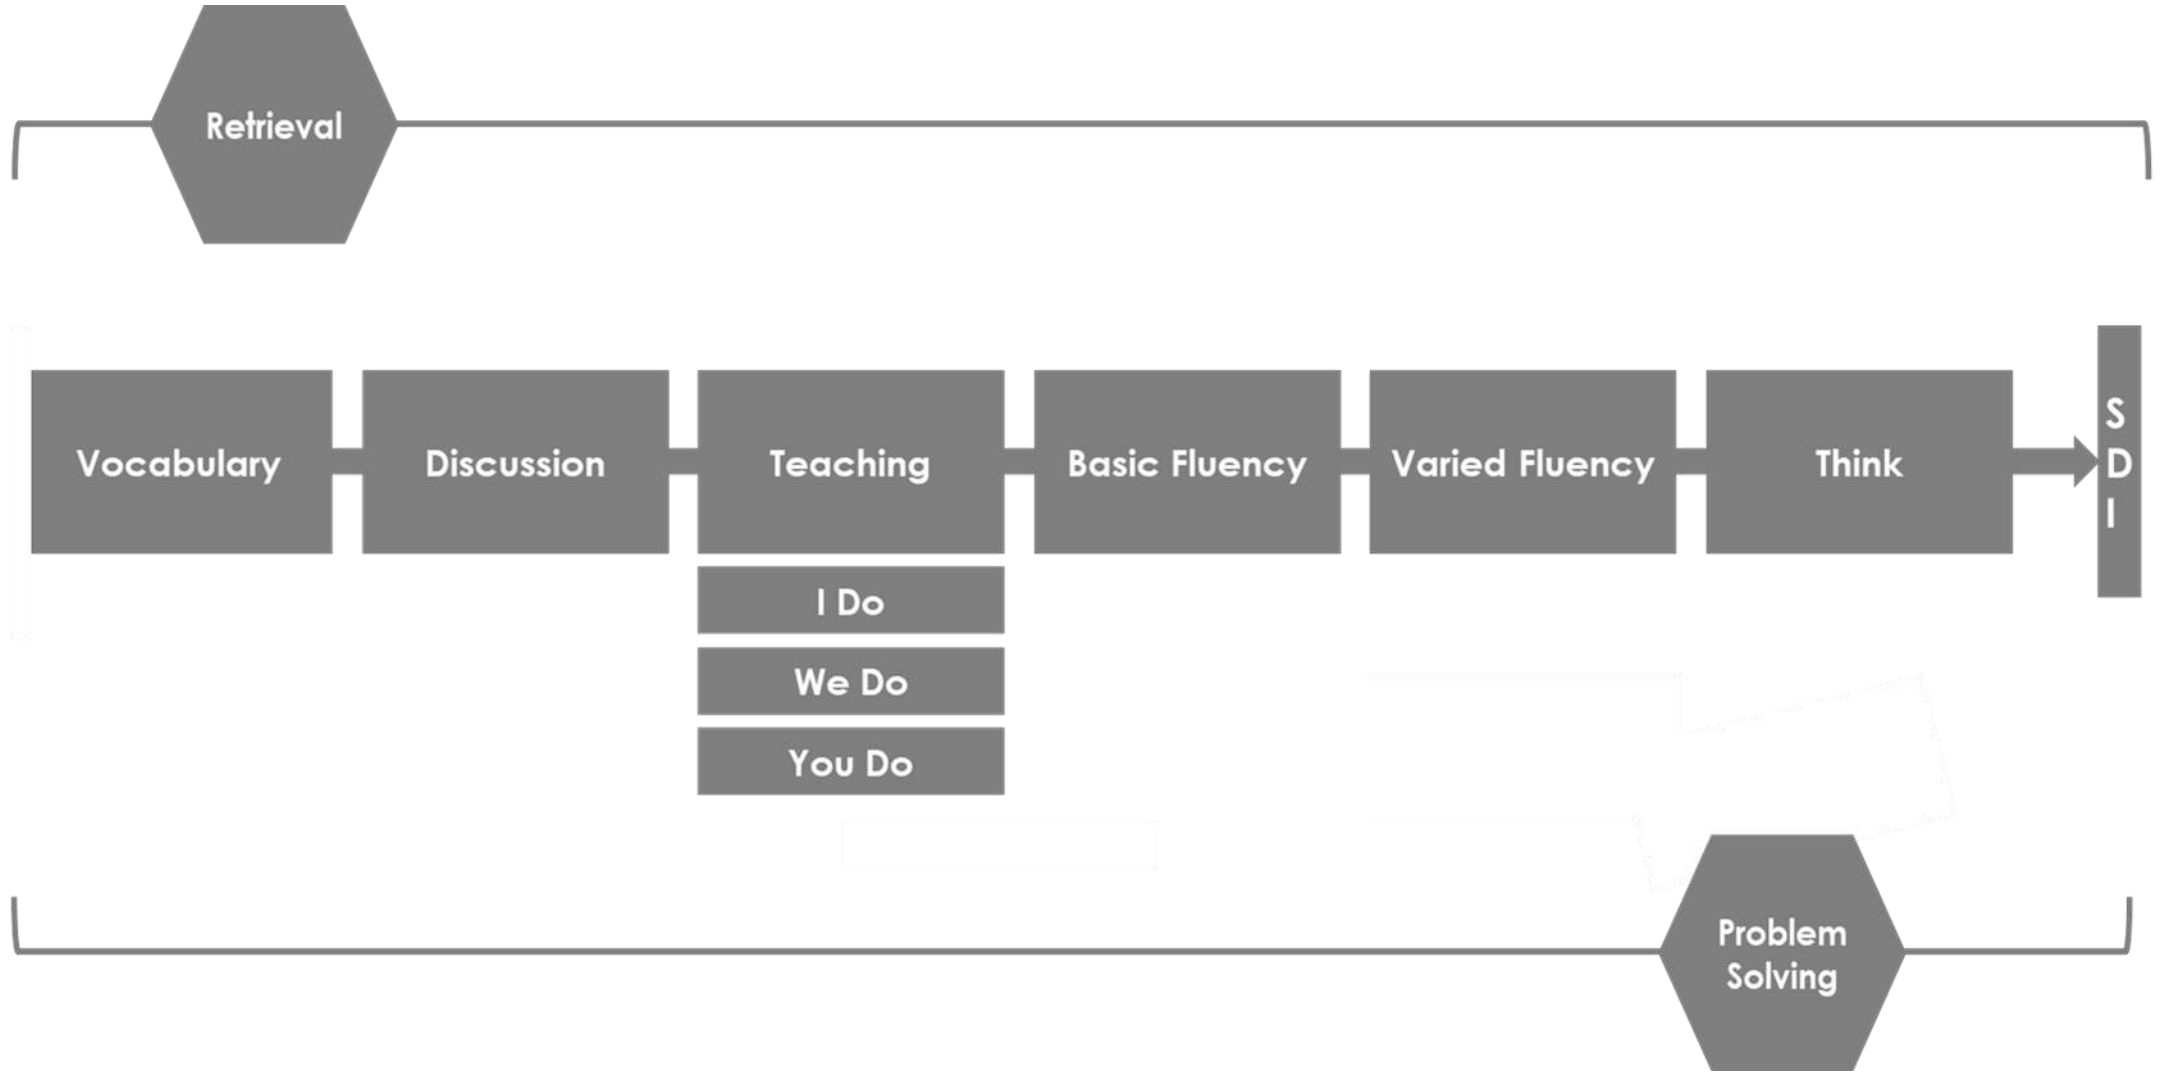 Retrieval
Vocabulary
Discussion
Teaching
Basic Fluency
Varied Fluency
Think
S
D
I
I Do
We Do
You Do
Problem
Solving